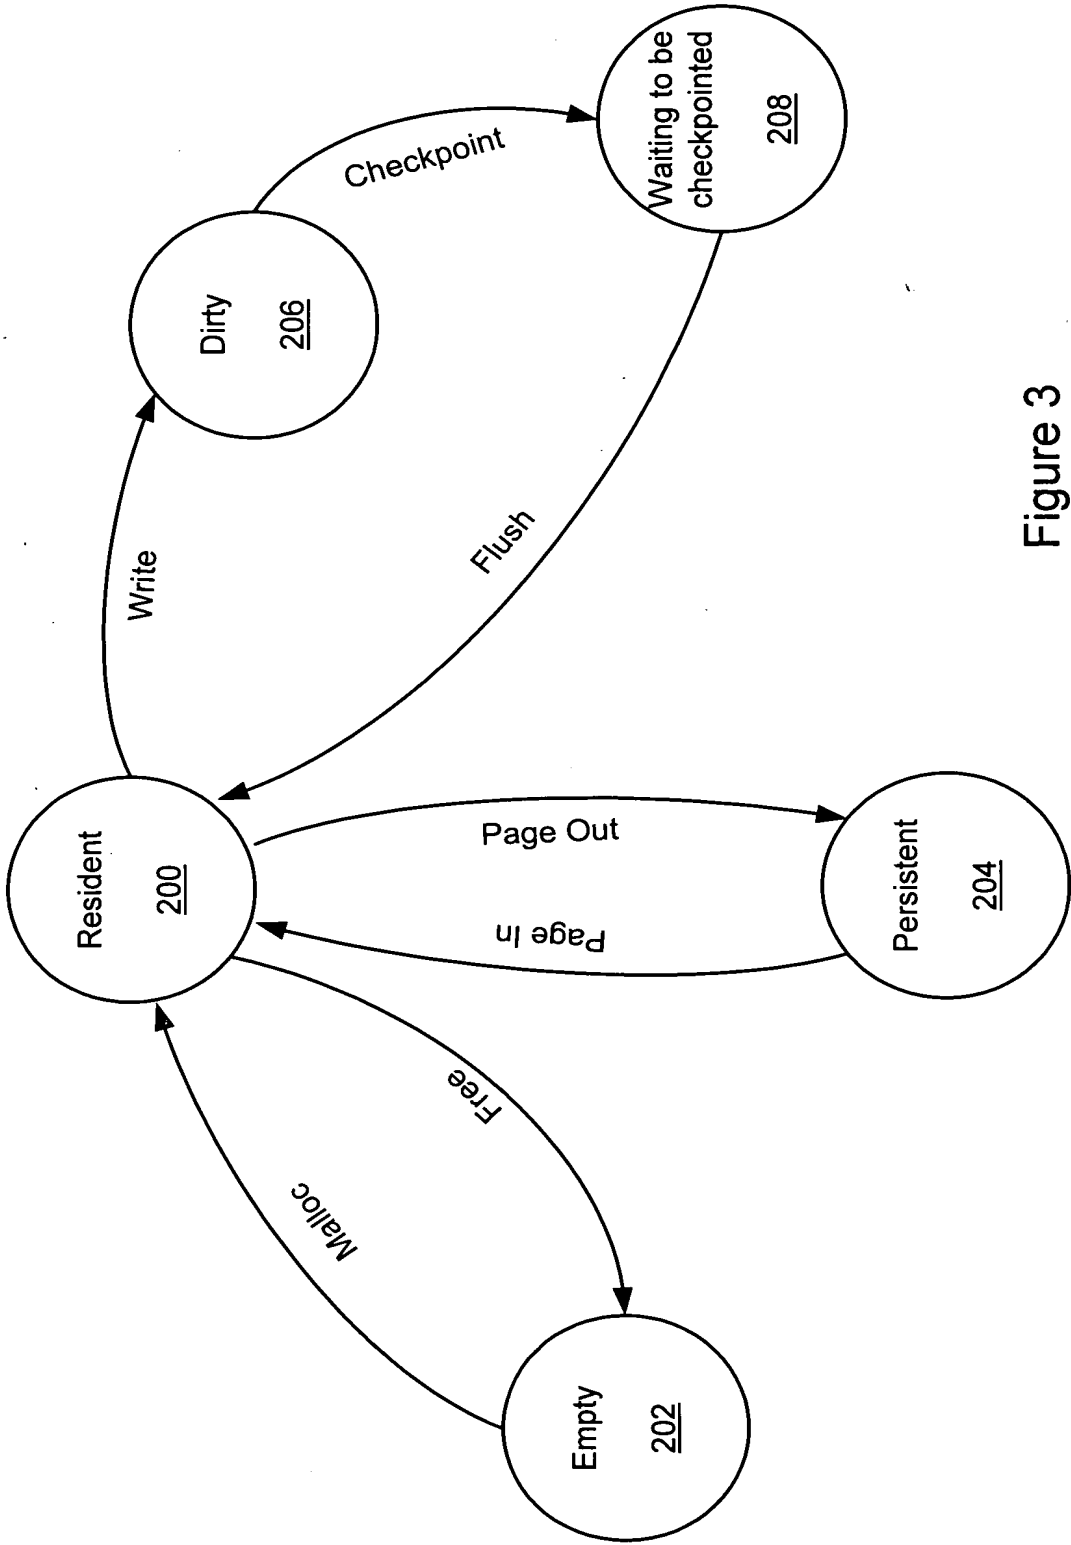 Resident
200
Write
Dirty
206
Checkpoint
Waiting to be
checkpointed
208
Flush
Malloc
Free
Page In
Page Out
Empty
202
Persistent
204
Figure 3